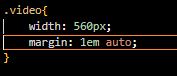 .video{
    width: 560px;
    margin: 1em auto;
}